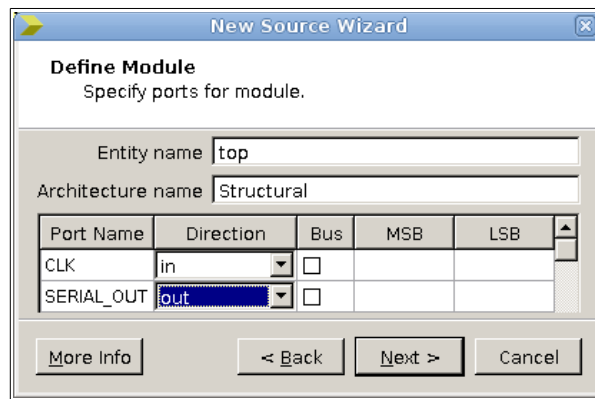 New Source Wizard
Define Module
Specify ports for module.
Entity name top
Architecture name Structural
Port Name Direction Bus MSB LSB
CLK in
SERIAL_OUT out
More Info < Back Next > Cancel